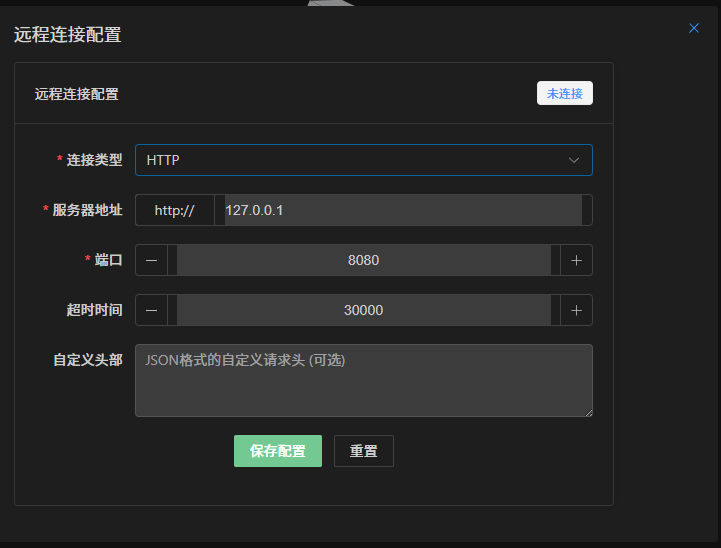 远程连接配置
远程连接配置 未连接
* 连接类型 HTTP
* 服务器地址 http:// 127.0.0.1
* 端口 8080
超时时间 30000
自定义头部 JSON格式的自定义请求头 (可选)
保存配置 重置